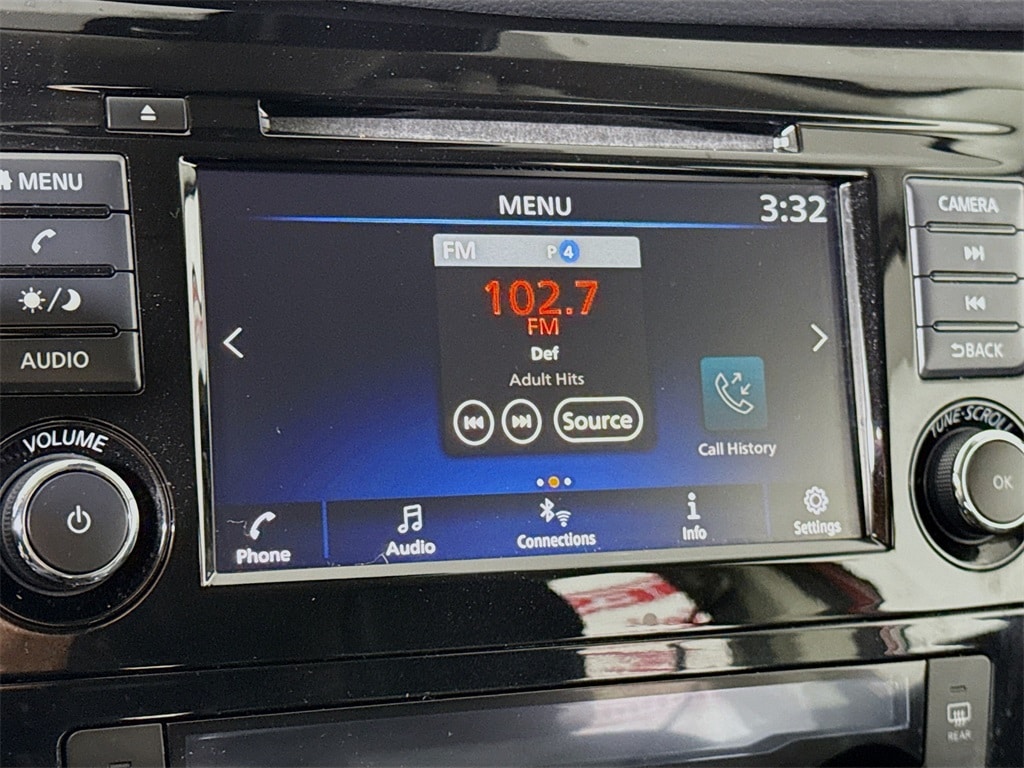 MENU
AUDIO
VOLUME
MENU
3:32
FM
P 4
102.7
FM
Def
Adult Hits
Source
Call History
Phone
Audio
Connections
Info
Settings
CAMERA
BACK
TUNE·SCROLL
OK
REAR